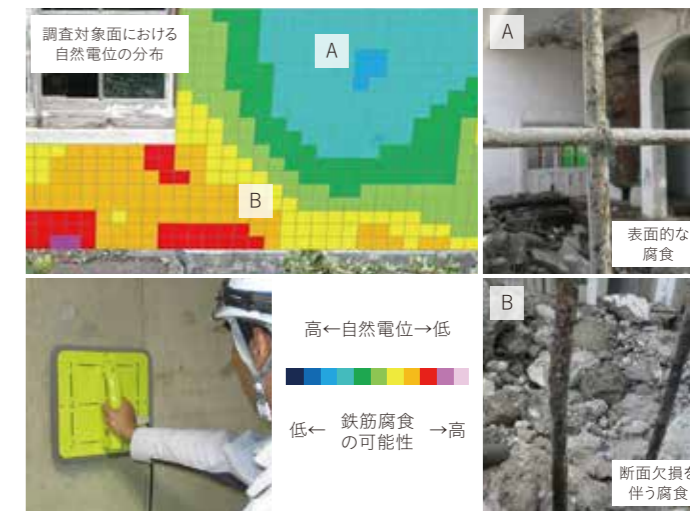 調査対象面における
自然電位の分布
A
B
A
表面的な
腐食
高←自然電位→低
低← 鉄筋腐食 →高
の可能性
B
断面欠損を
伴う腐食